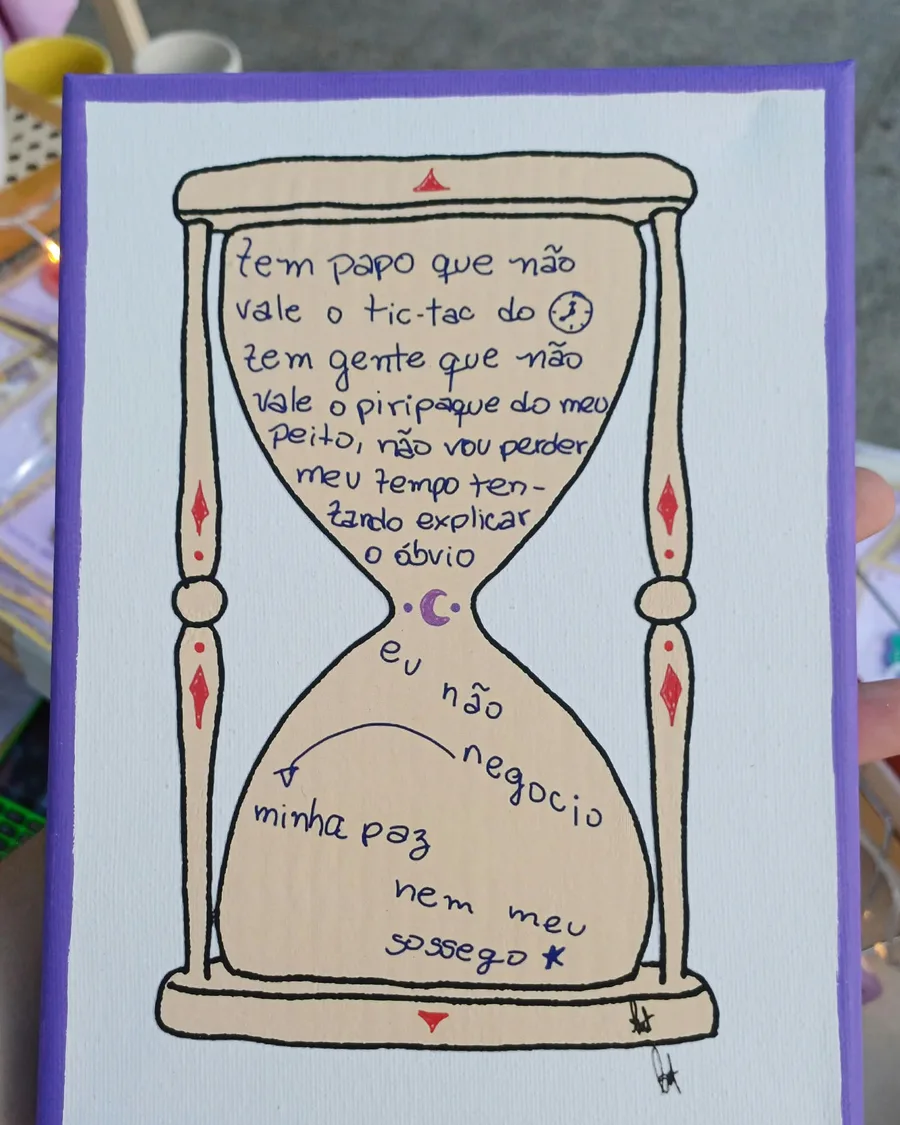 tem papo que não
vale o tic-tac do
tem gente que não
vale o piripaque do meu
peito, não vou perder
meu tempo ten-
tando explicar
o óbvio
eu
não
negocio
minha paz
nem meu
sossego